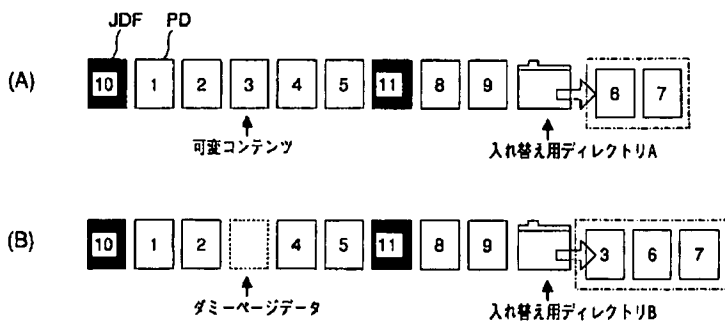 JDF PD
(A) 10 1 2 3 4 5 11 8 9 6 7
可変コンテンツ 入れ替え用ディレクトリA
(B) 10 1 2 4 5 11 8 9 3 6 7
ダミーページデータ 入れ替え用ディレクトリB